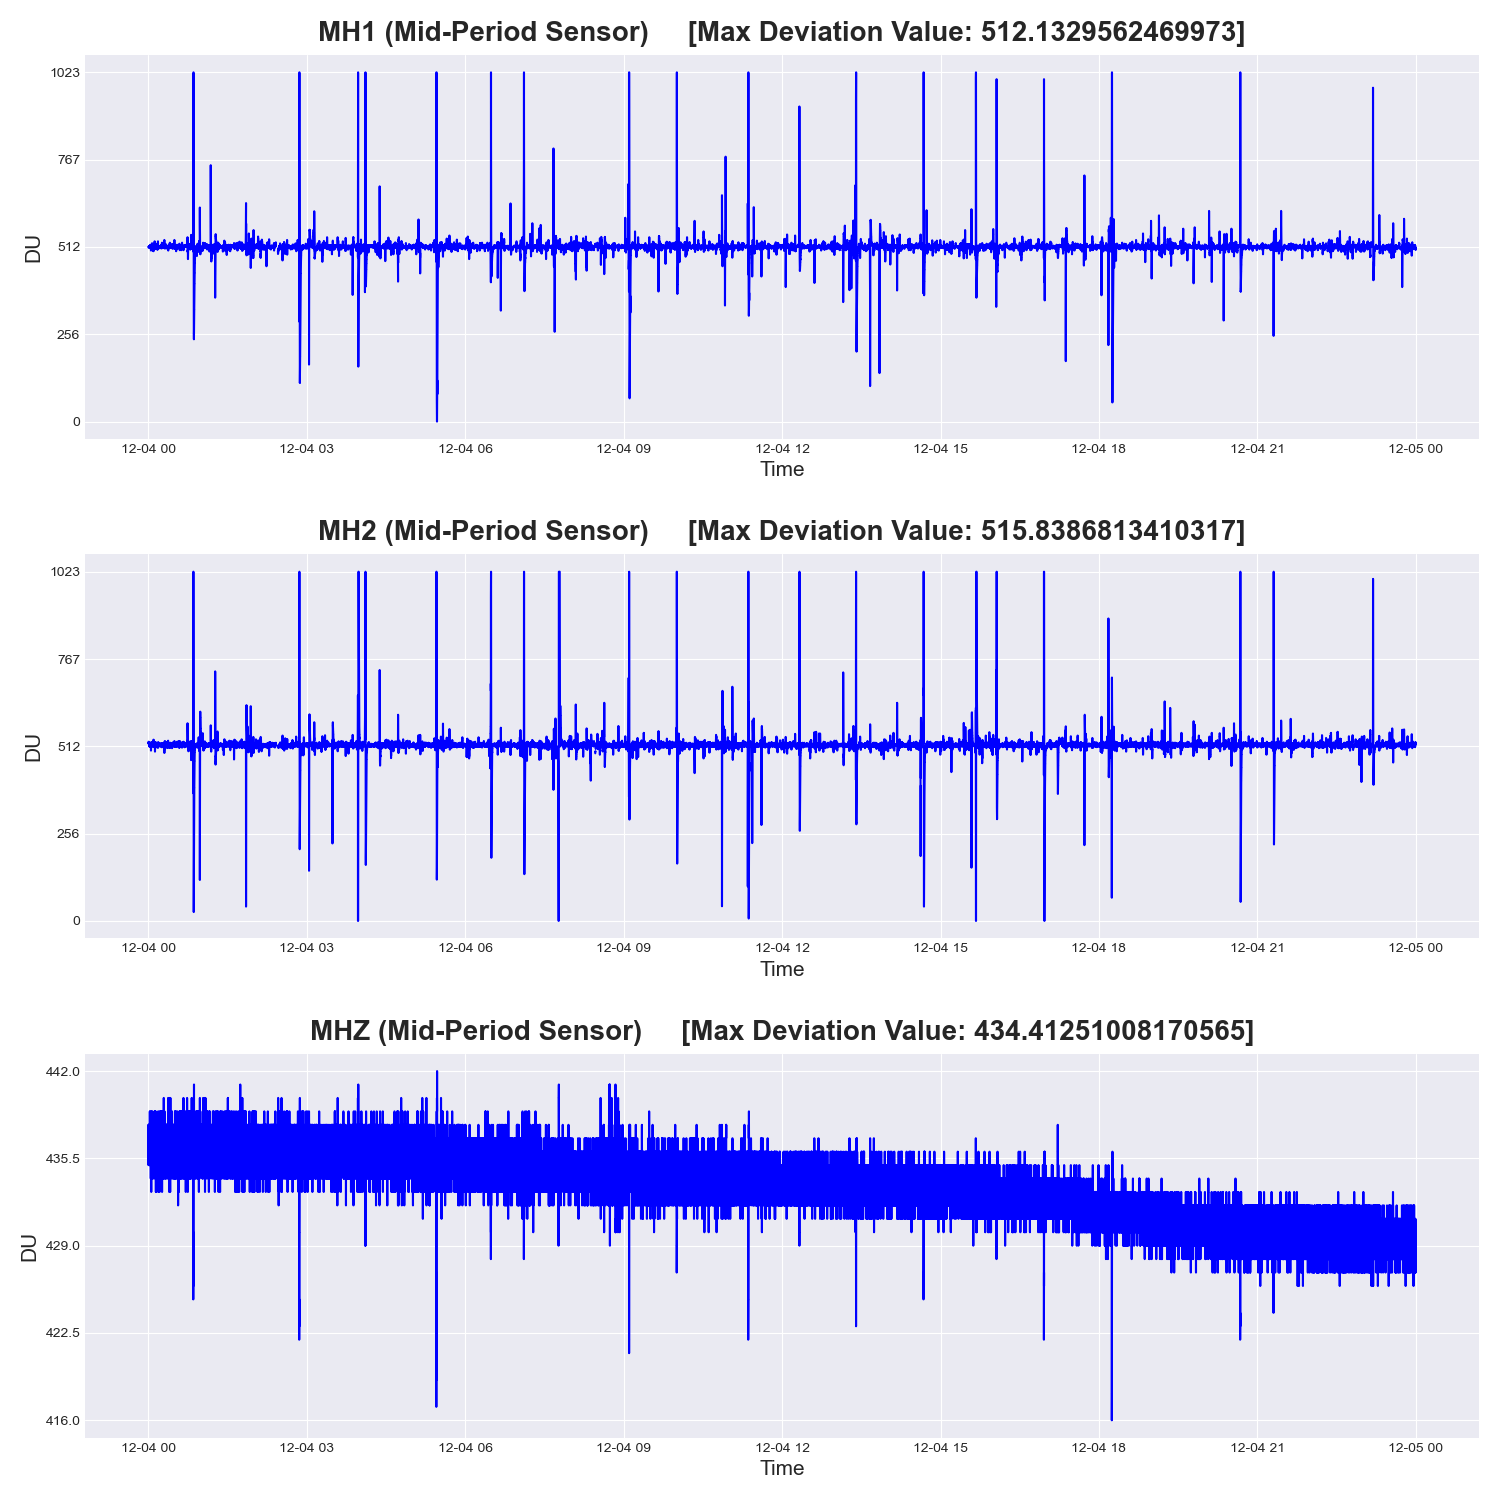 MH1 (Mid-Period Sensor) [Max Deviation Value: 512.1329562469973]
1023
767
512
256
0
DU
12-04 00 12-04 03 12-04 06 12-04 09 12-04 12 12-04 15 12-04 18 12-04 21 12-05 00
Time
MH2 (Mid-Period Sensor) [Max Deviation Value: 515.8386813410317]
1023
767
512
256
0
DU
12-04 00 12-04 03 12-04 06 12-04 09 12-04 12 12-04 15 12-04 18 12-04 21 12-05 00
Time
MHZ (Mid-Period Sensor) [Max Deviation Value: 434.41251008170565]
442.0
435.5
429.0
422.5
416.0
DU
12-04 00 12-04 03 12-04 06 12-04 09 12-04 12 12-04 15 12-04 18 12-04 21 12-05 00
Time